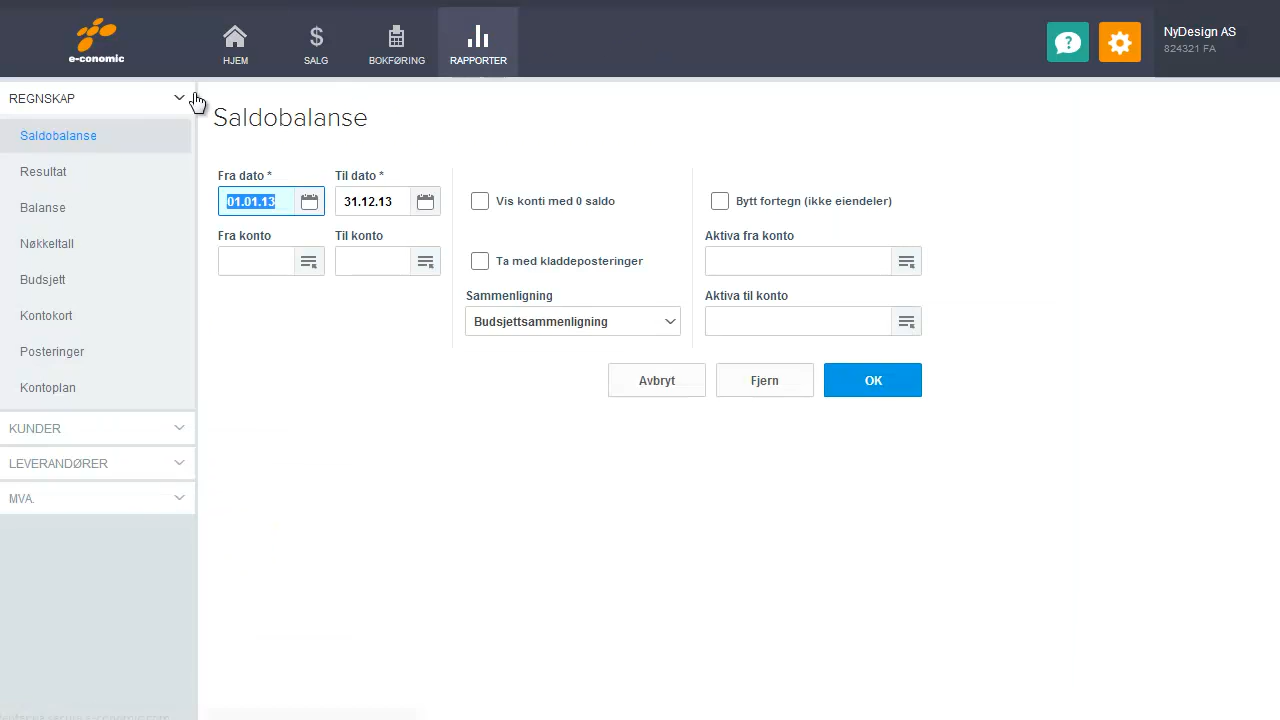 e-conomic
HJEM
$
SALG
BOKFØRING
RAPPORTER
?
NyDesign AS
824321 FA
REGNSKAP
Saldobalanse
Resultat
Balanse
Nøkkeltall
Budsjett
Kontokort
Posteringer
Kontoplan
KUNDER
LEVERANDØRER
MVA.
Saldobalanse
Fra dato *
Til dato *
01.01.13
31.12.13
Fra konto
Til konto
Vis konti med 0 saldo
Ta med kladdeposteringer
Sammenligning
Budsjettsammenligning
Bytt fortegn (ikke eiendeler)
Aktiva fra konto
Aktiva til konto
Avbryt
Fjern
OK